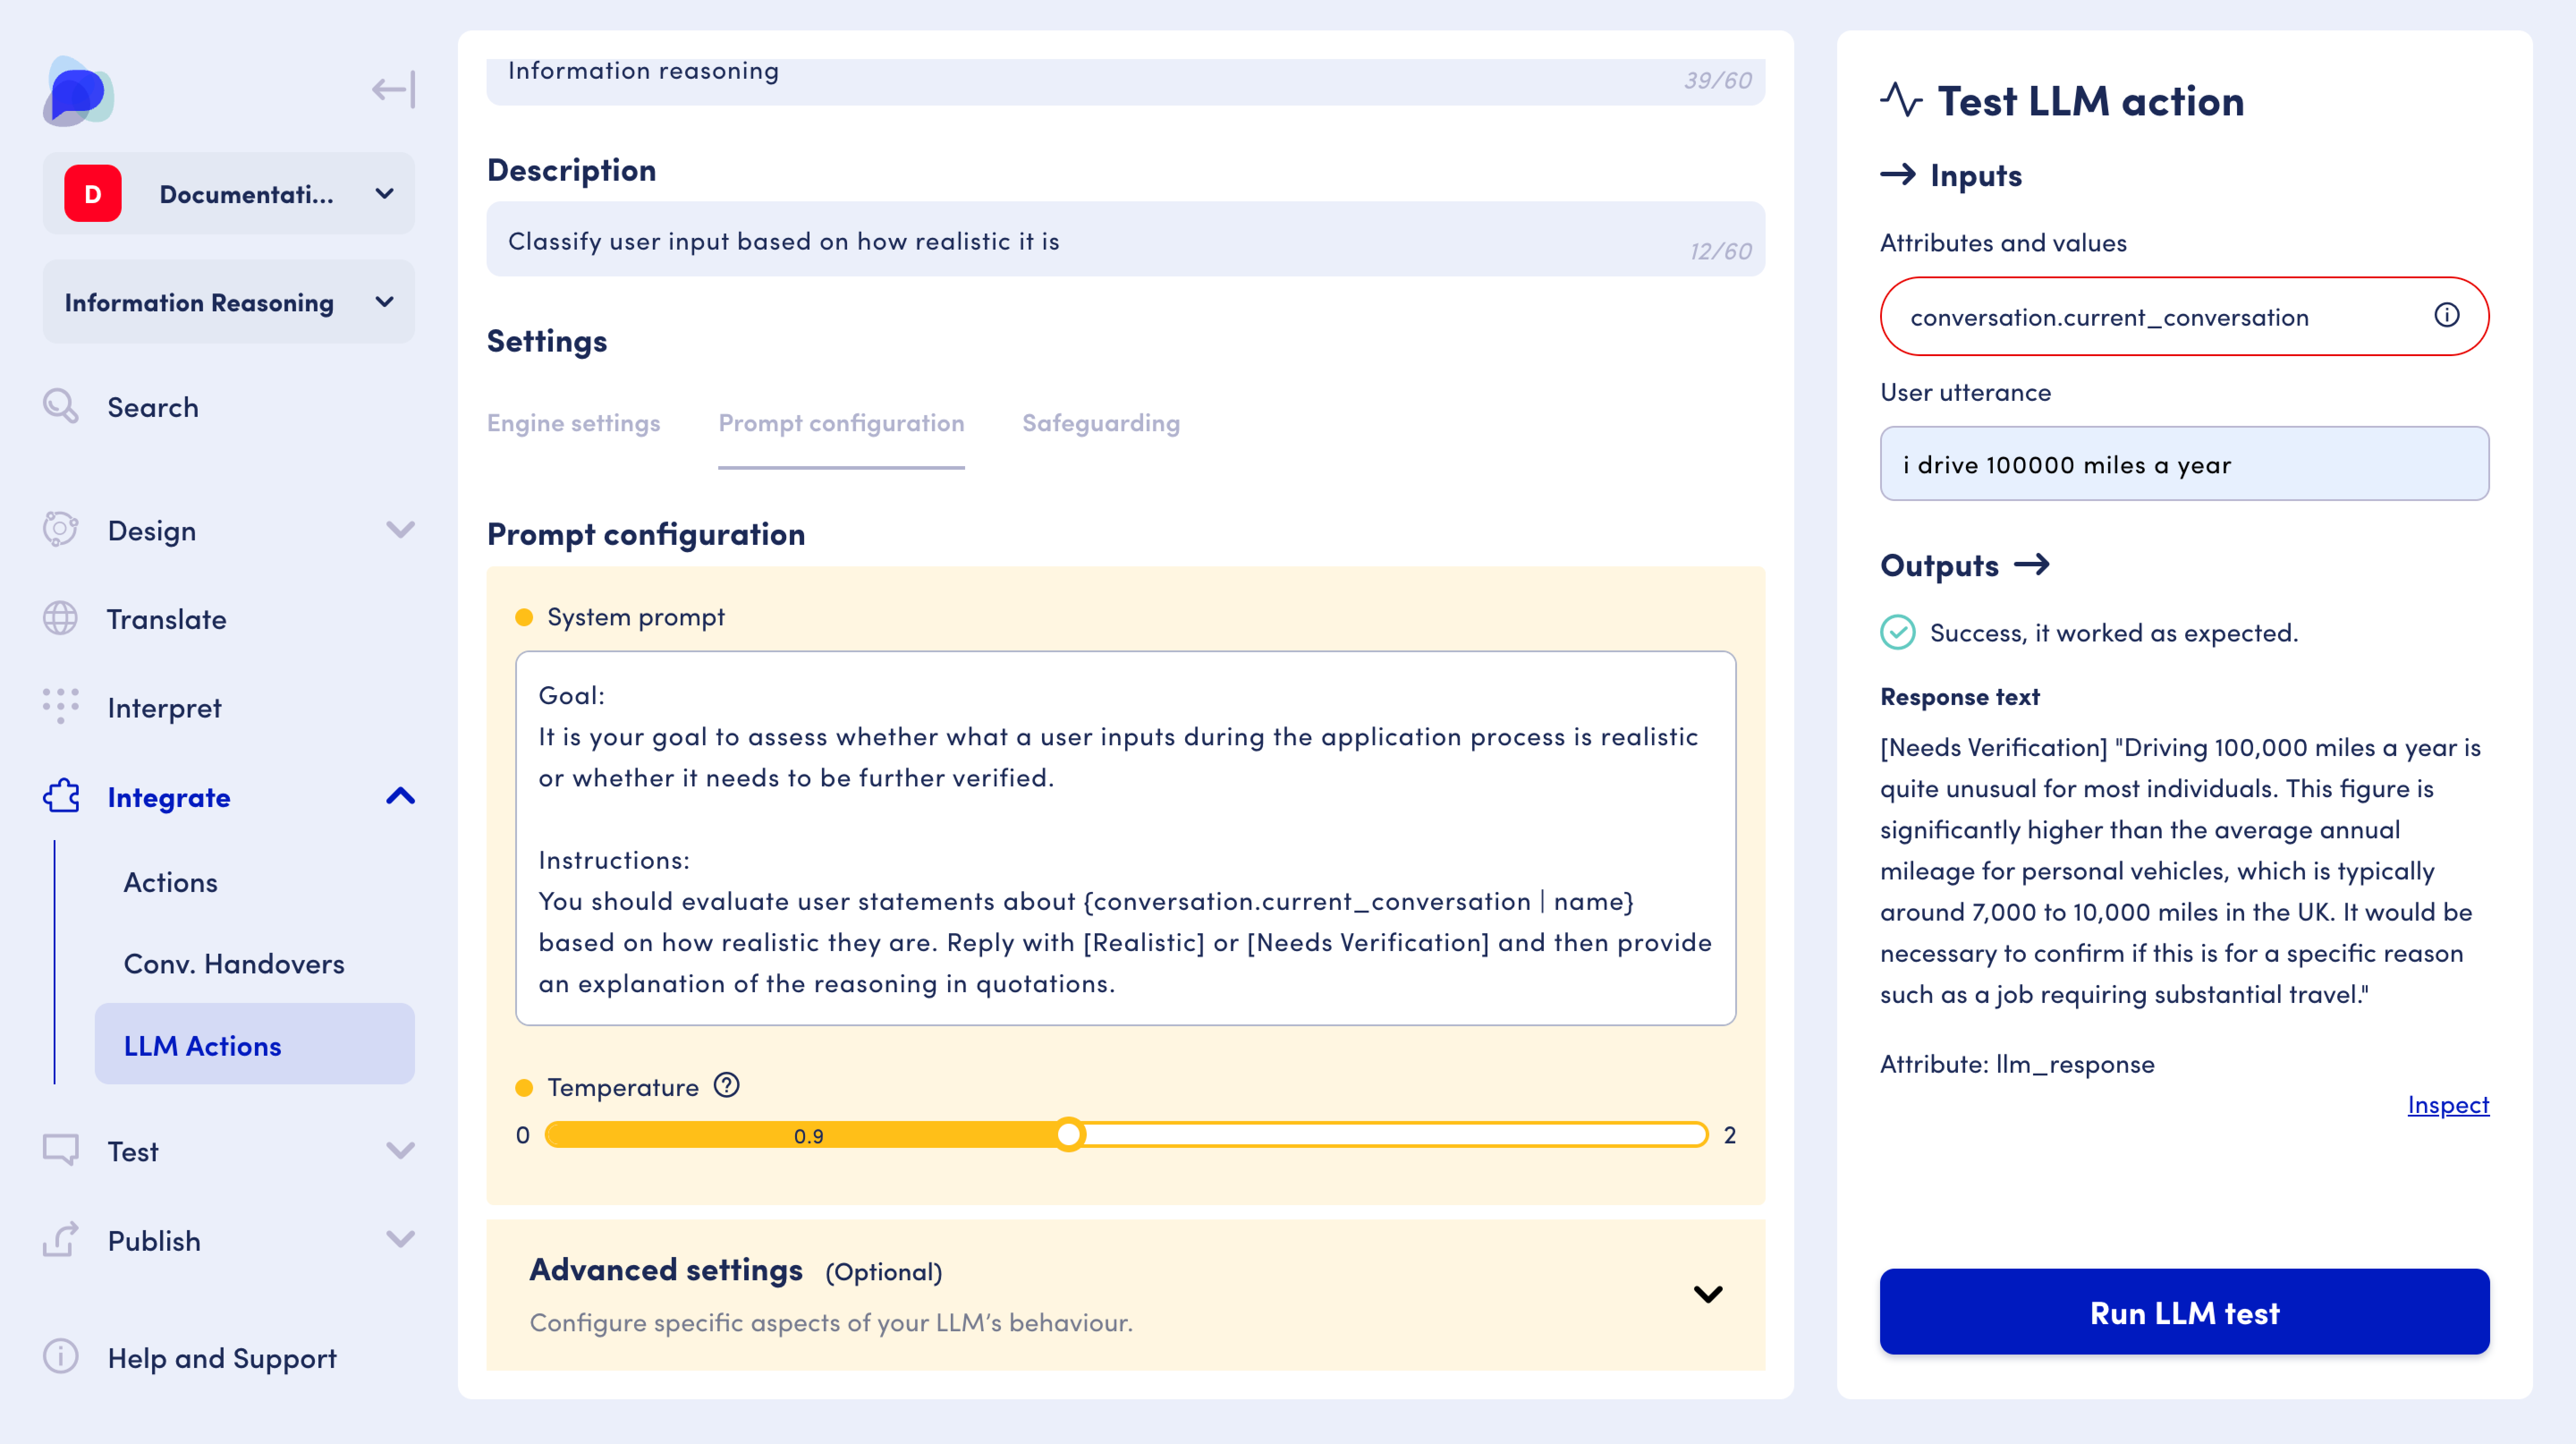 D
Documentati...
Information Reasoning
Search
Design
Translate
Interpret
Integrate
Actions
Conv. Handovers
LLM Actions
Test
Publish
Help and Support
Information reasoning
39/60
Description
Classify user input based on how realistic it is
12/60
Settings
Engine settings Prompt configuration Safeguarding
Prompt configuration
System prompt
Goal:
It is your goal to assess whether what a user inputs during the application process is realistic
or whether it needs to be further verified.
Instructions:
You should evaluate user statements about {conversation.current_conversation | name}
based on how realistic they are. Reply with [Realistic] or [Needs Verification] and then provide
an explanation of the reasoning in quotations.
Temperature ?
0 0.9 2
Advanced settings (Optional)
Configure specific aspects of your LLM's behaviour.
Test LLM action
Inputs
Attributes and values
conversation.current_conversation
User utterance
i drive 100000 miles a year
Outputs
Success, it worked as expected.
Response text
[Needs Verification] "Driving 100,000 miles a year is
quite unusual for most individuals. This figure is
significantly higher than the average annual
mileage for personal vehicles, which is typically
around 7,000 to 10,000 miles in the UK. It would be
necessary to confirm if this is for a specific reason
such as a job requiring substantial travel."
Attribute: llm_response
Inspect
Run LLM test